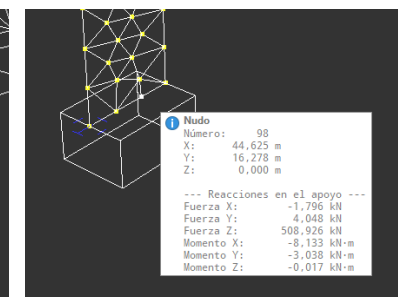 Nudo
Número: 98
X: 44,625 m
Y: 16,278 m
Z: 0,000 m
--- Reacciones en el apoyo ---
Fuerza X: -1,796 kN
Fuerza Y: 4,048 kN
Fuerza Z: 508,926 kN
Momento X: -8,133 kN·m
Momento Y: -3,038 kN·m
Momento Z: -0,017 kN·m